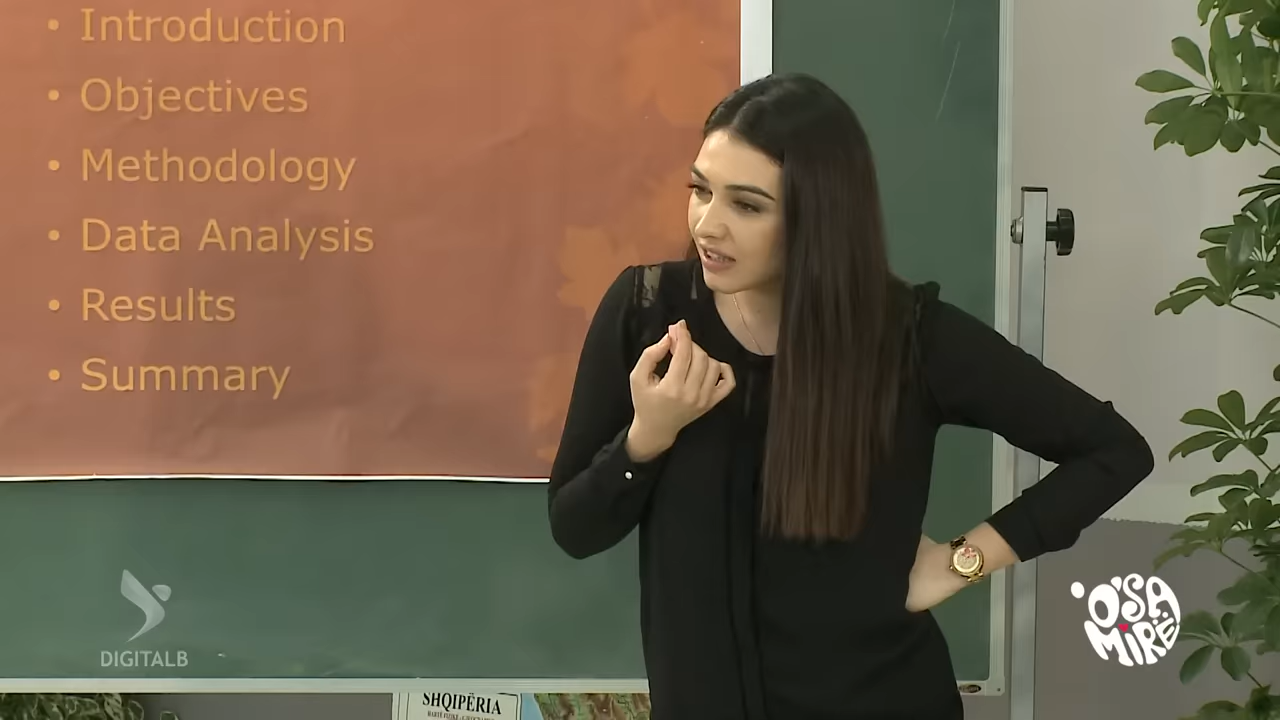 • Introduction
• Objectives
• Methodology
• Data Analysis
• Results
• Summary
DIGITALB
O'SA
MIRË
SHQIPËRIA